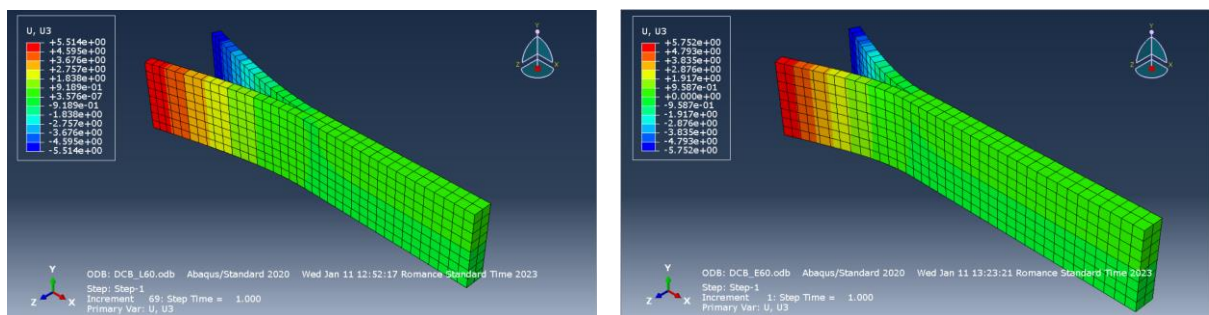 U, U3
+5.514e+00
+4.595e+00
+3.676e+00
+2.757e+00
+1.838e+00
+9.189e-01
+3.576e-07
-9.189e-01
-1.838e+00
-2.757e+00
-3.676e+00
-4.595e+00
-5.514e+00
Y
Z
X
Y
Z
X
ODB: DCB_L60.odb Abaqus/Standard 2020 Wed Jan 11 12:52:17 Romance Standard Time 2023
Step: Step-1
Increment 69: Step Time = 1.000
Primary Var: U, U3
U, U3
+5.752e+00
+4.793e+00
+3.835e+00
+2.876e+00
+1.917e+00
+9.587e-01
+0.000e+00
-9.587e-01
-1.917e+00
-2.876e+00
-3.835e+00
-4.793e+00
-5.752e+00
Y
Z
X
Y
Z
X
ODB: DCB_E60.odb Abaqus/Standard 2020 Wed Jan 11 13:23:21 Romance Standard Time 2023
Step: Step-1
Increment 1: Step Time = 1.000
Primary Var: U, U3